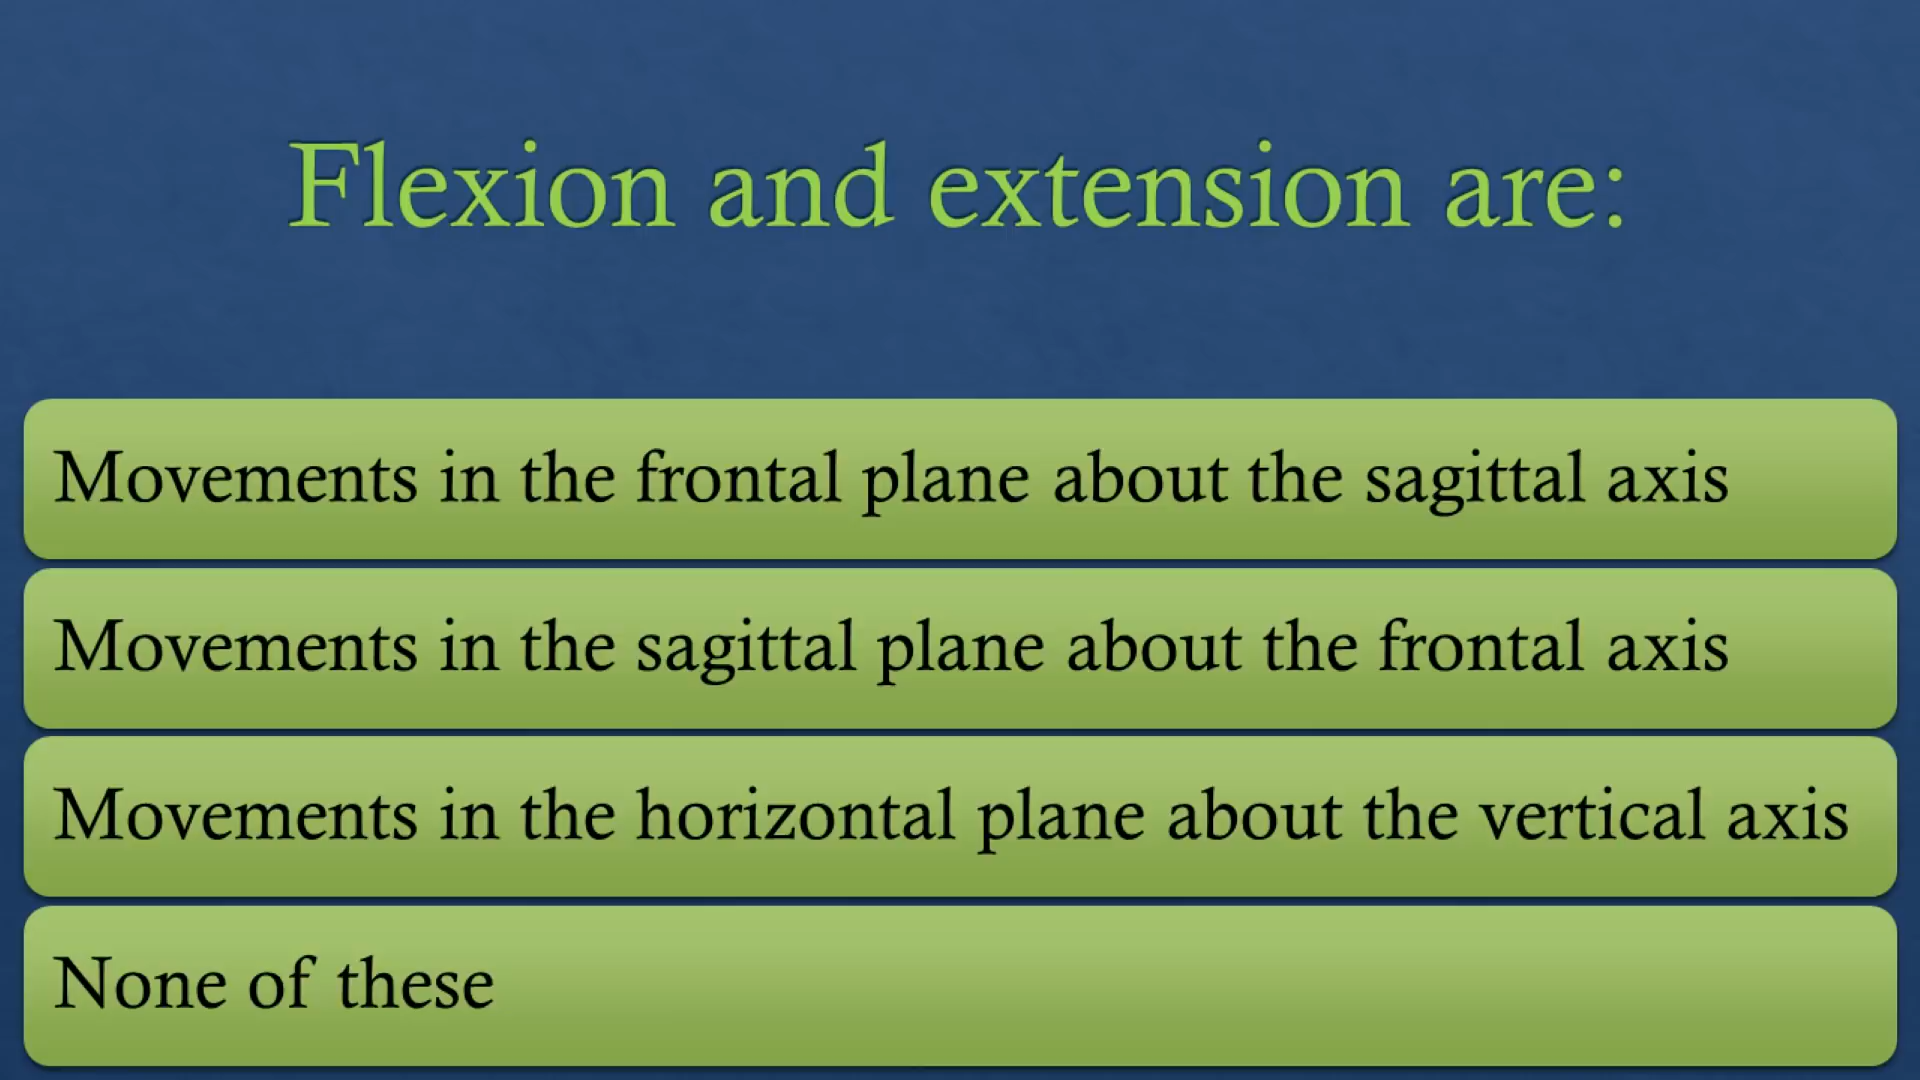 Flexion and extension are:
Movements in the frontal plane about the sagittal axis
Movements in the sagittal plane about the frontal axis
Movements in the horizontal plane about the vertical axis
None of these